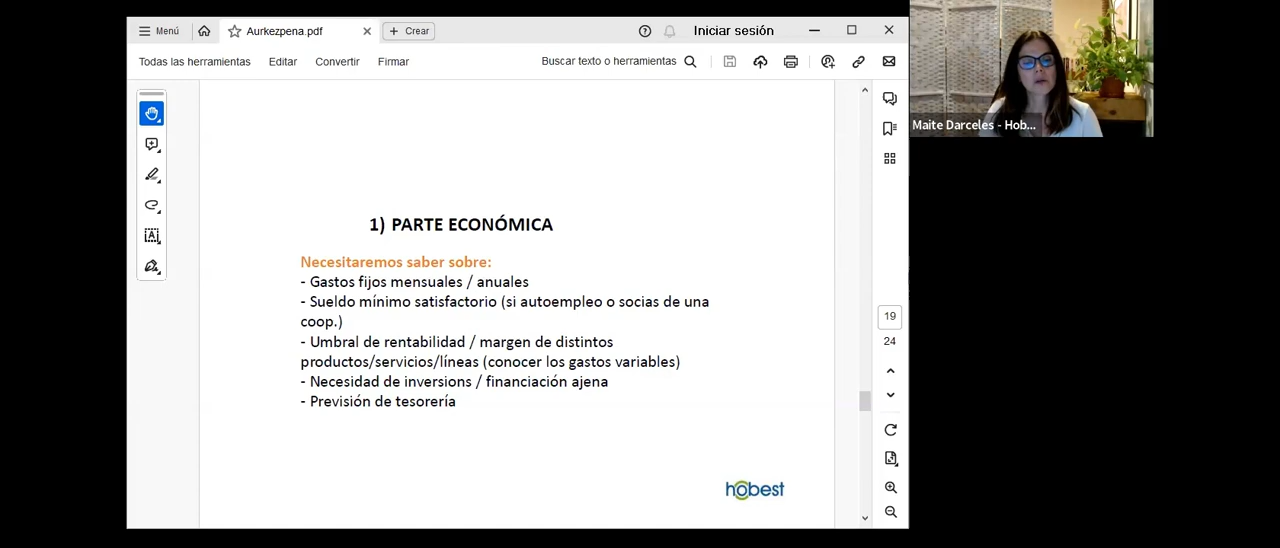 Menú
Aurkezpena.pdf
Crear
Iniciar sesión
Todas las herramientas
Editar
Convertir
Firmar
Buscar texto o herramientas
1) PARTE ECONÓMICA
Necesitaremos saber sobre:
- Gastos fijos mensuales / anuales
- Sueldo mínimo satisfactorio (si autoempleo o socias de una
coop.)
- Umbral de rentabilidad / margen de distintos
productos/servicios/líneas (conocer los gastos variables)
- Necesidad de inversions / financiación ajena
- Previsión de tesorería
hobest
19
24
Maite Darceles - Hob...